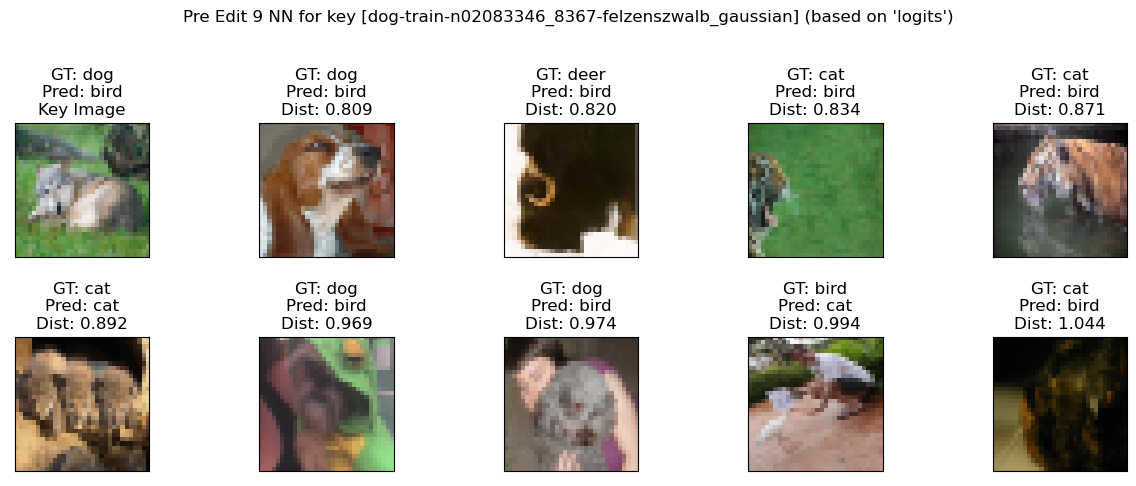 Pre Edit 9 NN for key [dog-train-n02083346_8367-felzenszwalb_gaussian] (based on 'logits')
GT: dog
Pred: bird
Key Image
GT: dog
Pred: bird
Dist: 0.809
GT: deer
Pred: bird
Dist: 0.820
GT: cat
Pred: bird
Dist: 0.834
GT: cat
Pred: bird
Dist: 0.871
GT: cat
Pred: cat
Dist: 0.892
GT: dog
Pred: bird
Dist: 0.969
GT: dog
Pred: bird
Dist: 0.974
GT: bird
Pred: cat
Dist: 0.994
GT: cat
Pred: bird
Dist: 1.044